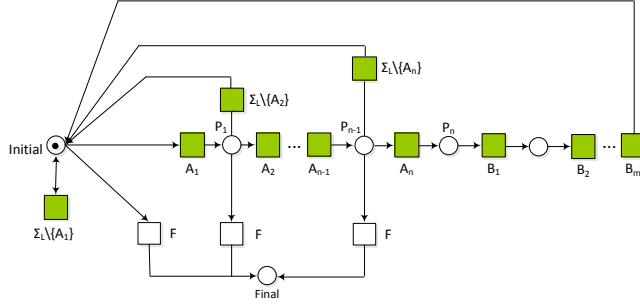 Σ_L\{A_n}
Σ_L\{A_2}
P_1
P_{n-1}
P_n
Initial
...
...
A_1
A_2
A_{n-1}
A_n
B_1
B_2
B_m
Σ_L\{A_1}
F
F
F
Final